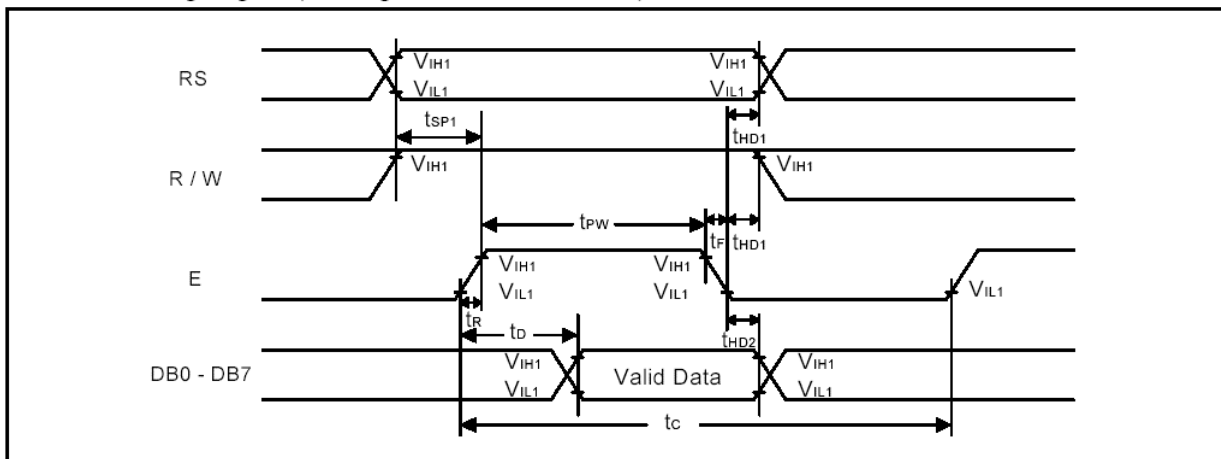 RS
VIH1
VIL1
VIH1
VIL1
tSP1
tHD1
R / W
VIH1
VIH1
tPW
tF
tHD1
E
VIH1
VIL1
VIH1
VIL1
VIL1
tR
tD
tHD2
DB0 - DB7
VIH1
VIL1
Valid Data
VIH1
VIL1
tC